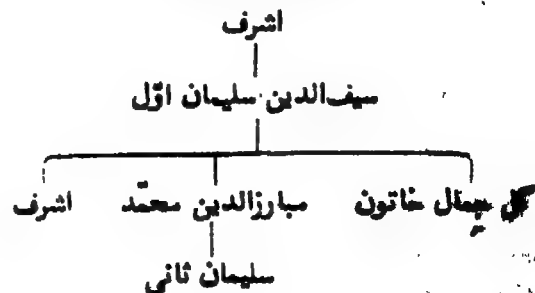 اشرف
سیف‌الدین سلیمان اوّل
گل جمال خاتون مبارزالدین محمّد اشرف
سلیمان ثانی